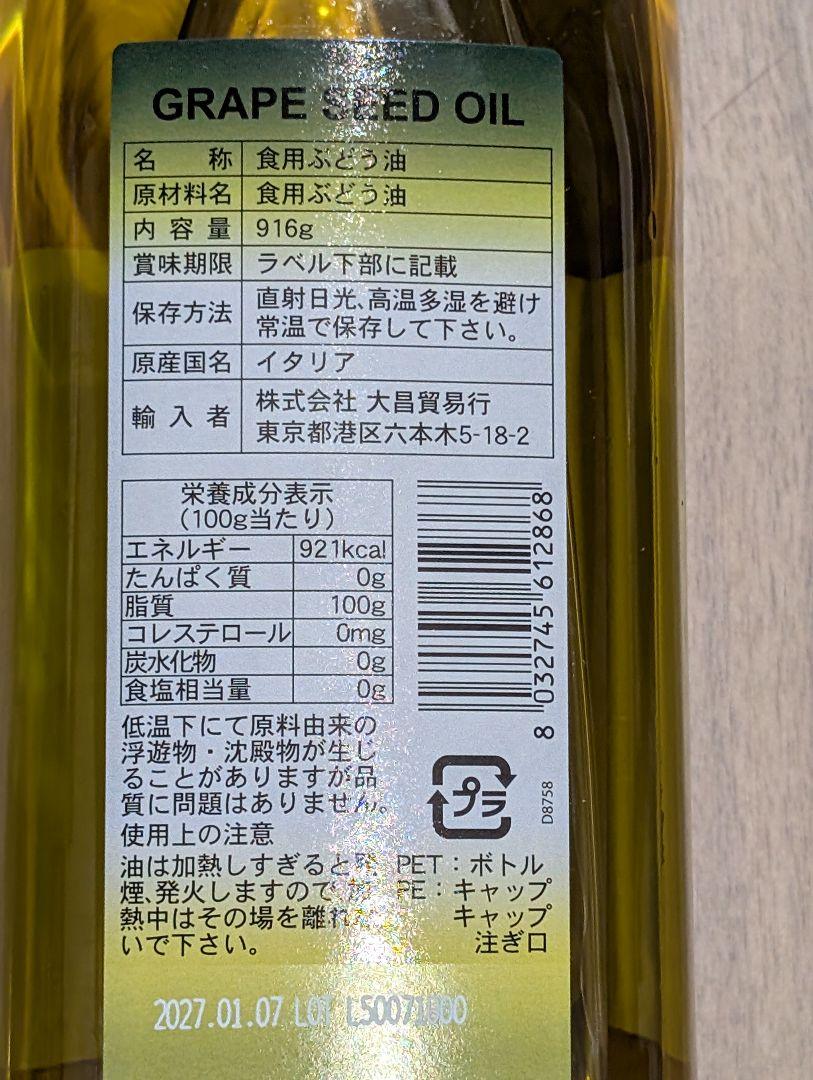 GRAPE SEED OIL
名称 食用ぶどう油
原材料名 食用ぶどう油
内容量 916g
賞味期限 ラベル下部に記載
保存方法 直射日光、高温多湿を避け
常温で保存して下さい。
原産国名 イタリア
輸入者 株式会社 大昌貿易行
東京都港区六本木5-18-2
栄養成分表示
(100g当たり)
エネルギー 921kcal
たんぱく質 0g
脂質 100g
コレステロール 0mg
炭水化物 0g
食塩相当量 0g
8 032745 612868
低温下にて原料由来の
浮遊物・沈殿物が生じ
ることがありますが品
質に問題はありません。
プラ
D8758
使用上の注意
油は加熱しすぎると発
煙、発火しますので、加
熱中はその場を離れ
いで下さい。
PET:ボトル
PE:キャップ
キャップ
注ぎ口
2027.01.07 LOT